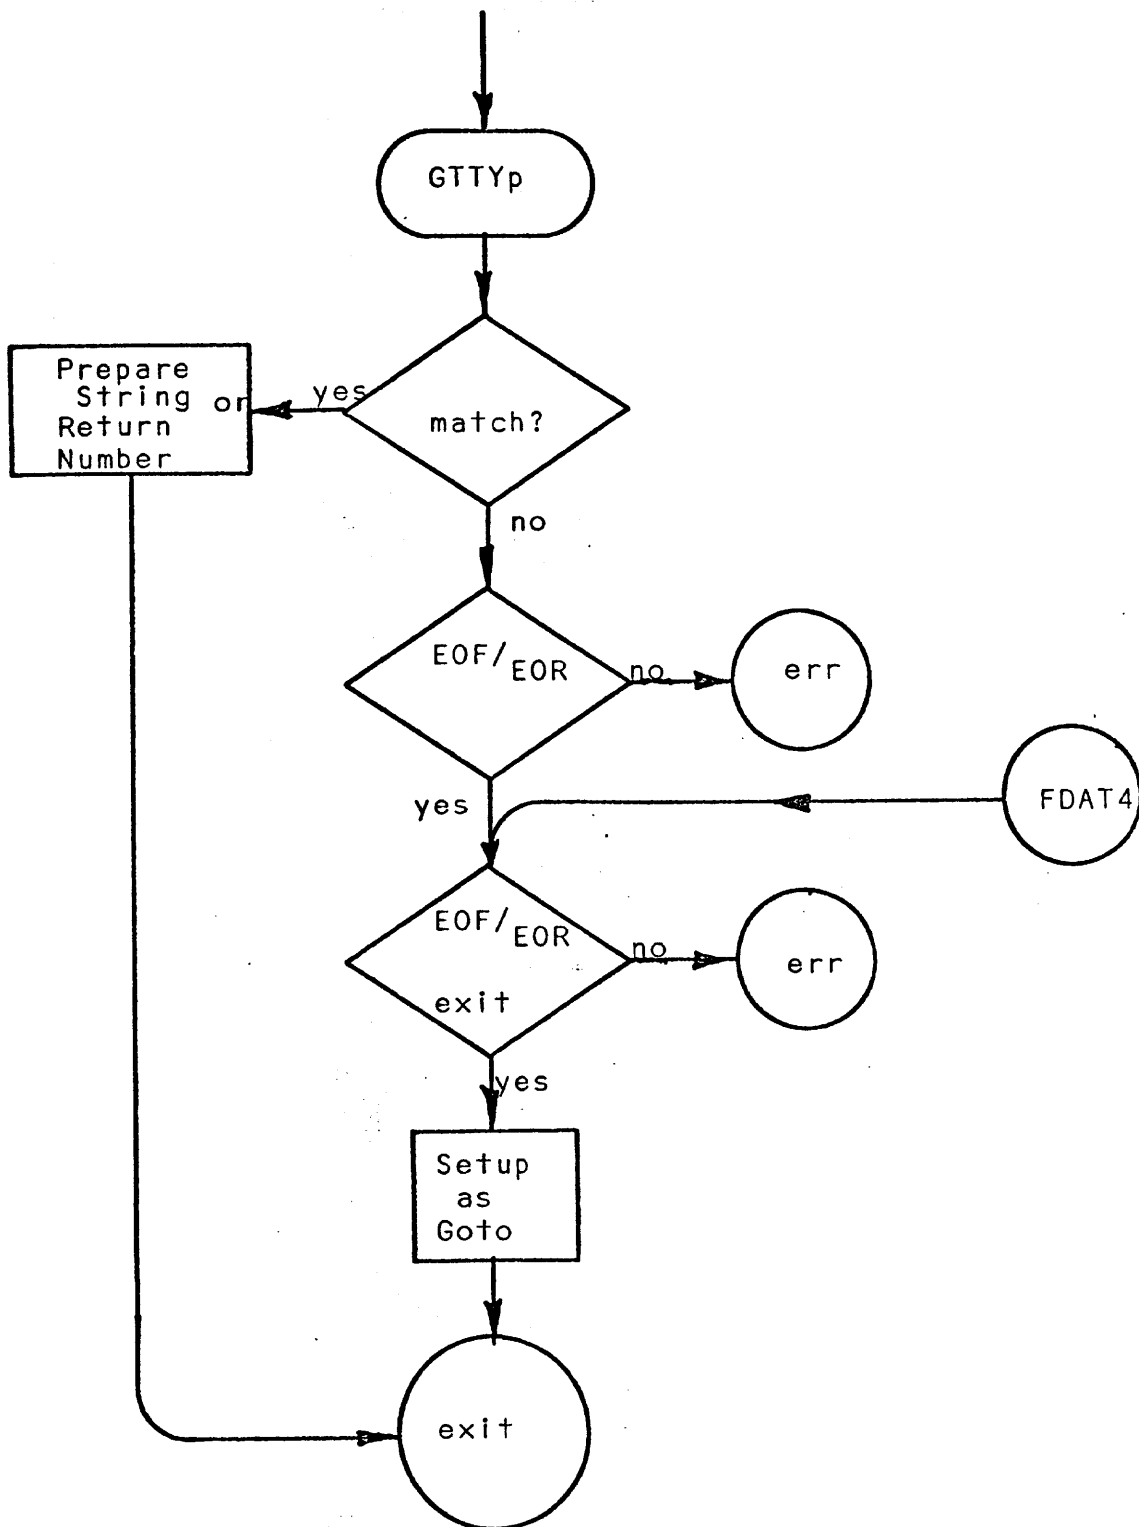 GTTYp
match?
yes
Prepare
String or
Return
Number
no
EOF/EOR
no
err
yes
FDAT4
EOF/EOR
exit
no
err
yes
Setup
as
Goto
exit